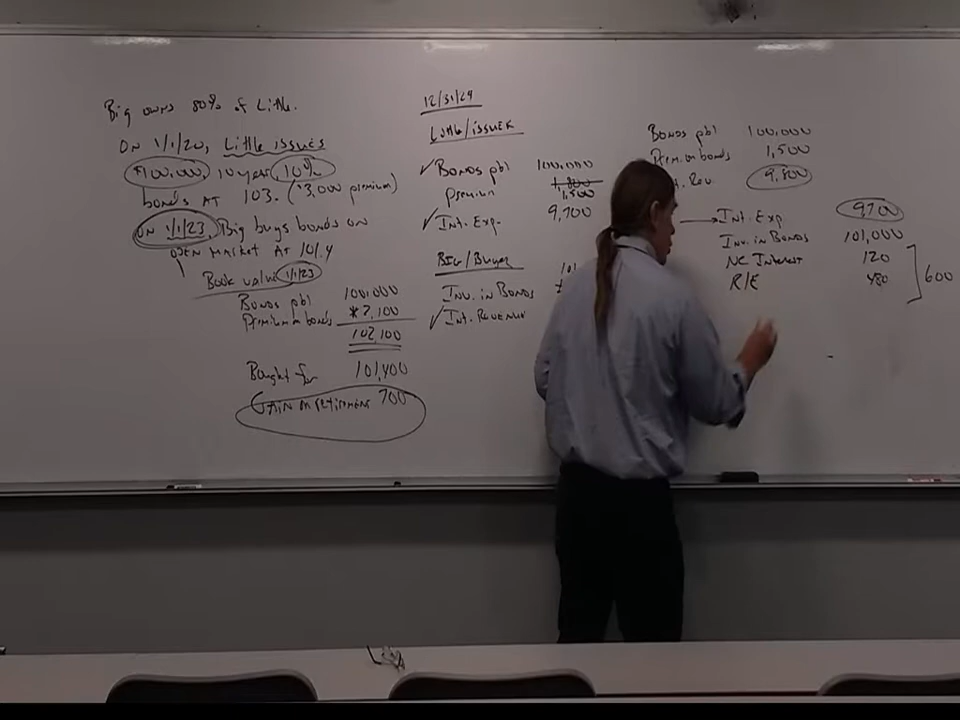 Big owns 80% of Little.
On 1/1/20, Little issues
$100,000 10 year 10%
bonds at 103. ($3,000 premium)
On 1/1/23, Big buys bonds on
open market at 101.4
Book value 1/1/23
Bonds pbl 100,000
Premium on bonds *2,100
102,100
Bought for 101,400
Gain on retirement 700
12/31/24
Little/issuer
✓ Bonds pbl 100,000
Premium 1,800
1,500
✓ Int. Exp. 9,700
Big/Buyer
Inv. in Bonds 101
✓ Int. Revenue
Bonds pbl 100,000
Prem. on bonds 1,500
Rev 9,800
Int. Exp. 9700
Inv. in Bonds 101,000
NC Interest 120
R/E 480
600